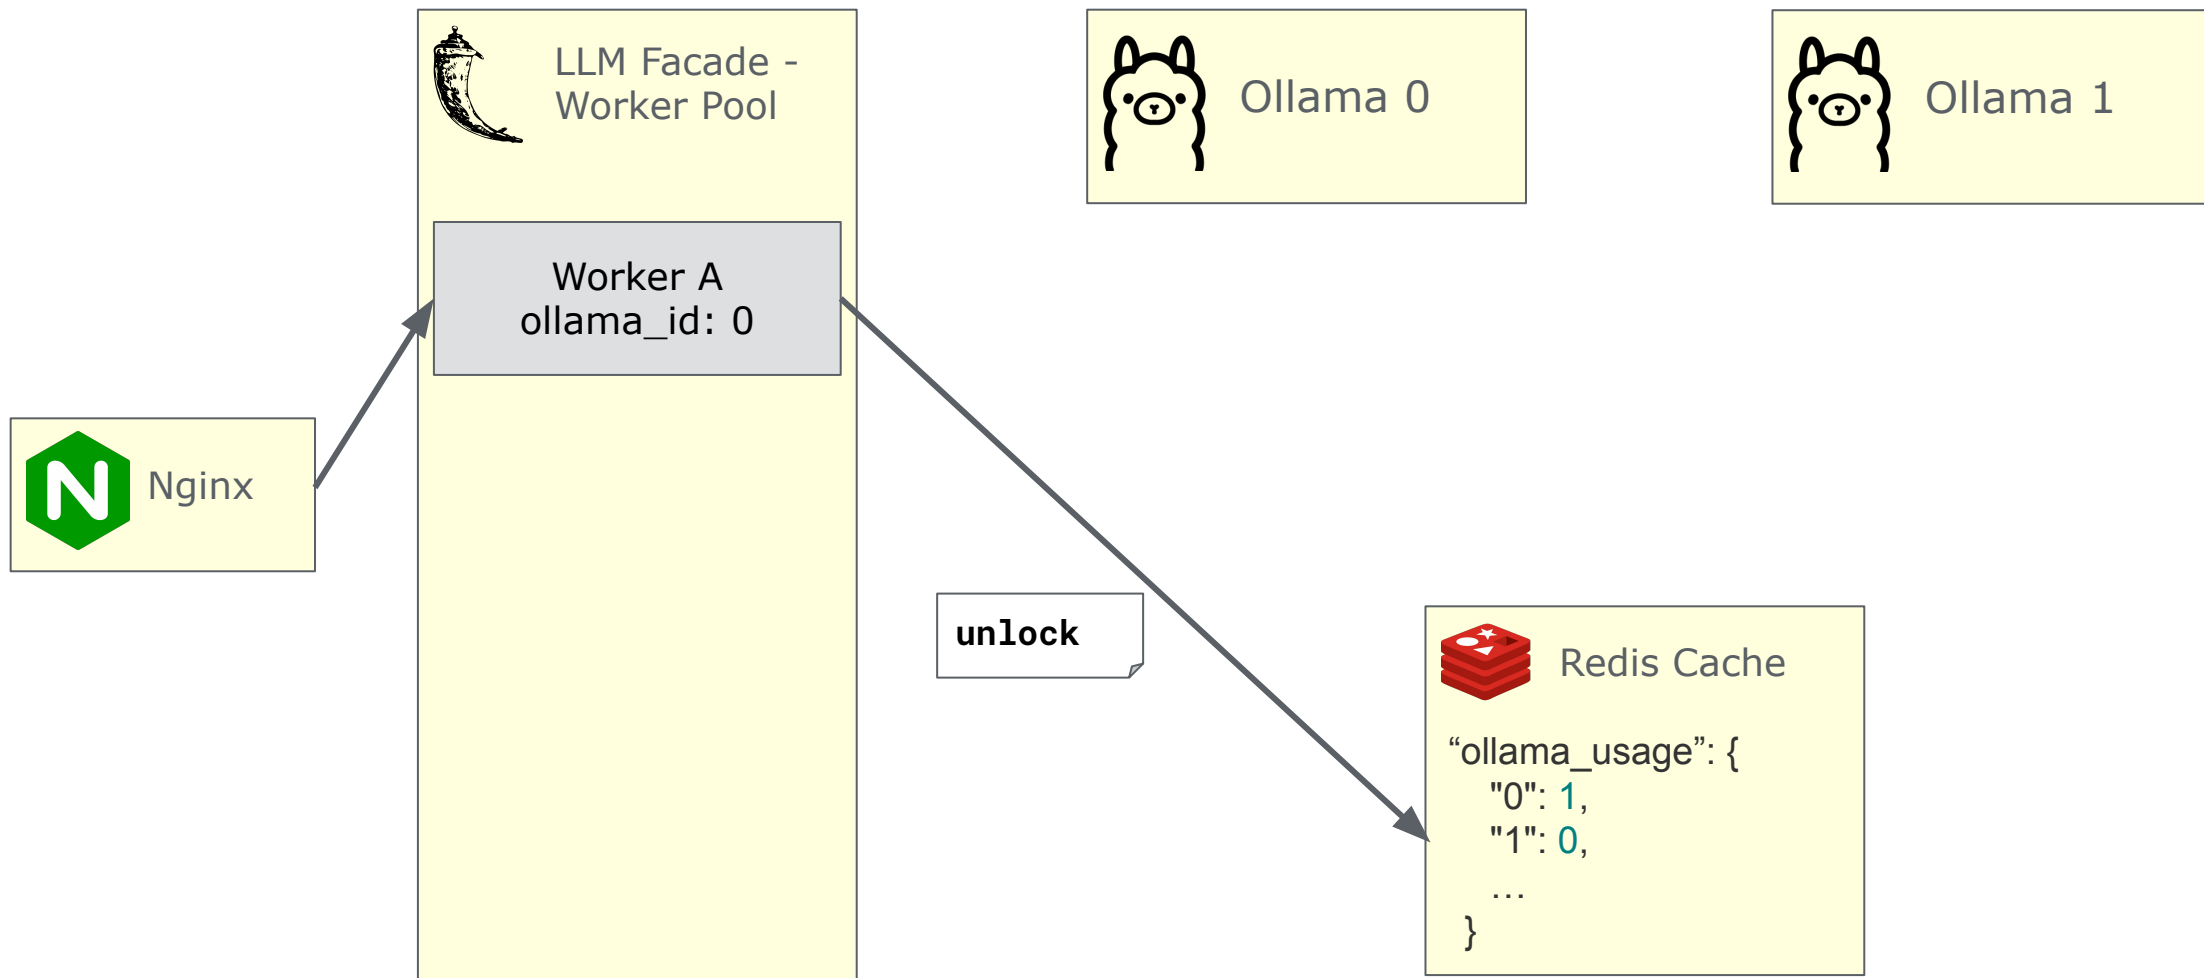 LLM Facade -
Worker Pool
Ollama 0
Ollama 1
Worker A
ollama_id: 0
N
Nginx
unlock
Redis Cache
“ollama_usage”: {
"0": 1,
"1": 0,
…
}